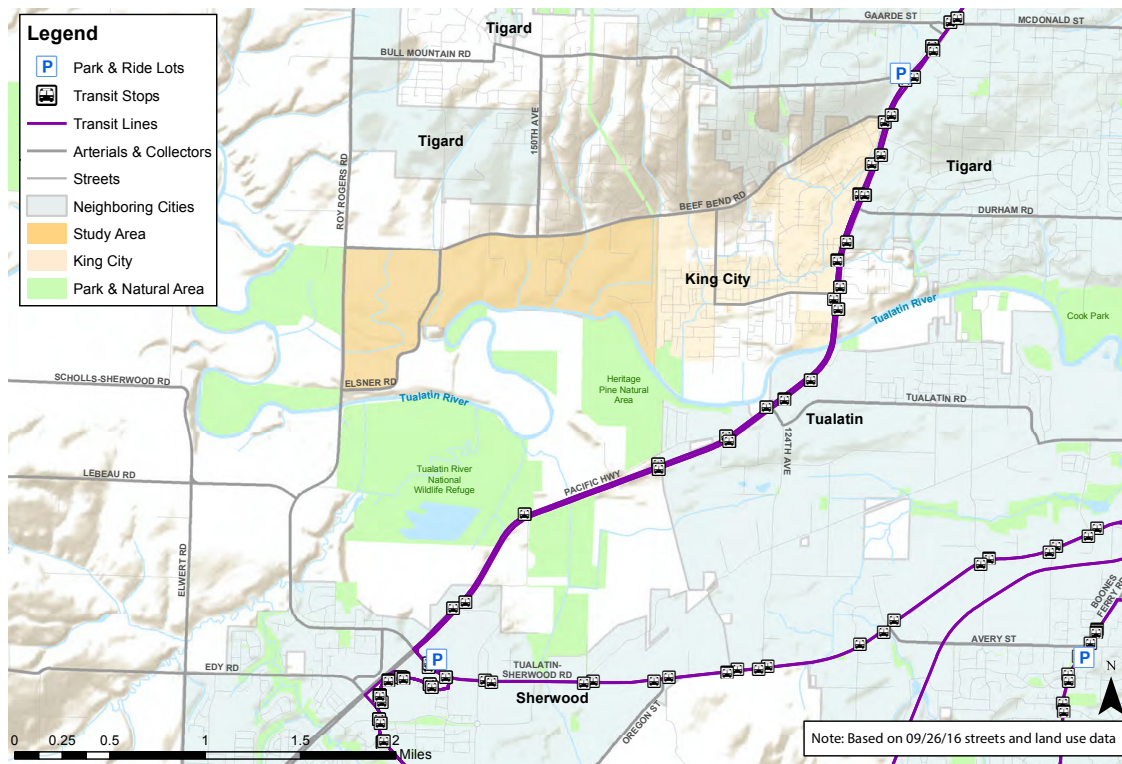 Legend
P Park & Ride Lots
Transit Stops
Transit Lines
Arterials & Collectors
Streets
Neighboring Cities
Study Area
King City
Park & Natural Area
Tigard
GAARDE ST
MCDONALD ST
BULL MOUNTAIN RD
P
150TH AVE
Tigard
Tigard
ROY ROGERS RD
BEEF BEND RD
DURHAM RD
King City
Tualatin River
Cook Park
SCHOLLS-SHERWOOD RD
ELSNER RD
Heritage
Pine Natural
Area
Tualatin River
TUALATIN RD
Tualatin
124TH AVE
LEBEAU RD
Tualatin River
National
Wildlife Refuge
PACIFIC HWY
ELWERT RD
BOONES
FERRY RD
AVERY ST
EDY RD
P
TUALATIN-
SHERWOOD RD
P
Sherwood
OREGON ST
N
0 0.25 0.5 1 1.5 2
Miles
Note: Based on 09/26/16 streets and land use data